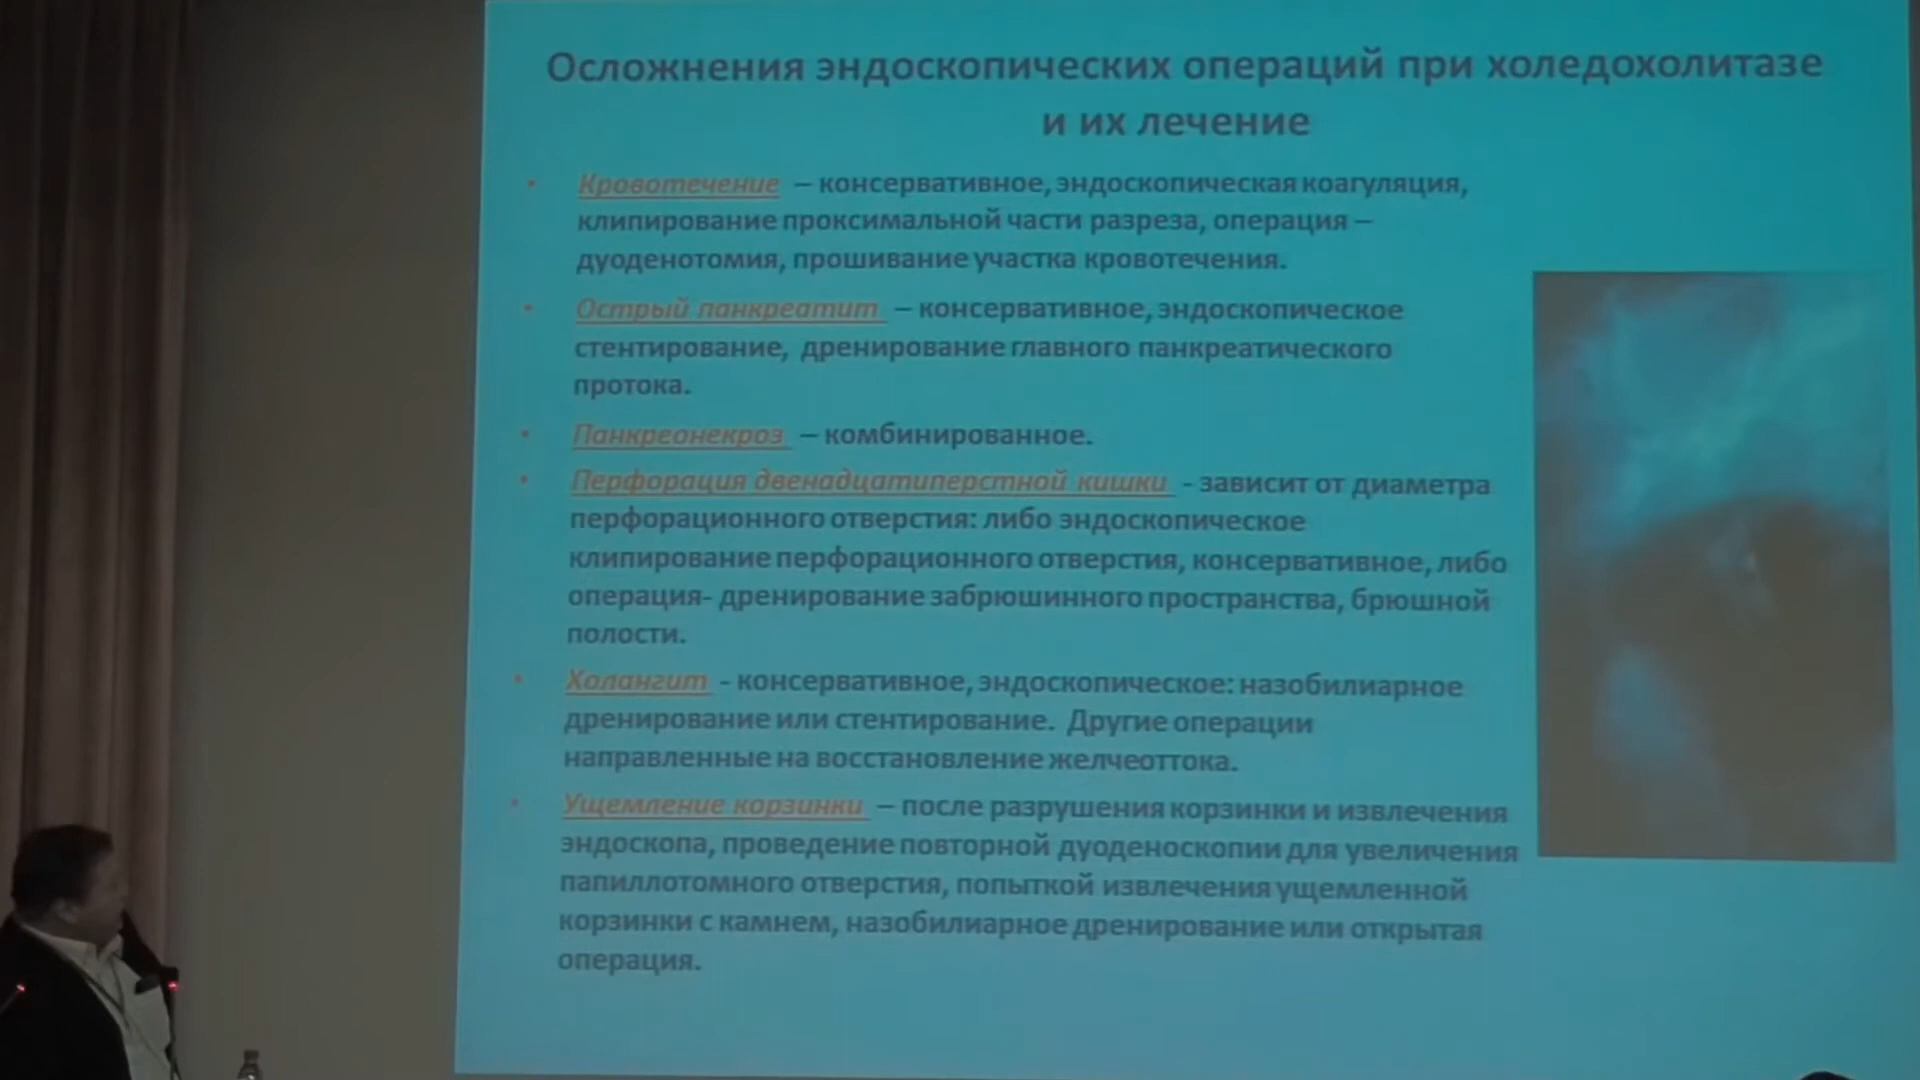 Осложнения эндоскопических операций при холедохолитазе
и их лечение
• Кровотечение – консервативное, эндоскопическая коагуляция,
клипирование проксимальной части разреза, операция –
дуоденотомия, прошивание участка кровотечения.
• Острый панкреатит – консервативное, эндоскопическое
стентирование, дренирование главного панкреатического
протока.
• Панкреонекроз – комбинированное.
• Перфорация двенадцатиперстной кишки - зависит от диаметра
перфорационного отверстия: либо эндоскопическое
клипирование перфорационного отверстия, консервативное, либо
операция- дренирование забрюшинного пространства, брюшной
полости.
• Холангит - консервативное, эндоскопическое: назобилиарное
дренирование или стентирование. Другие операции
направленные на восстановление желчеоттока.
• Ущемление корзинки – после разрушения корзинки и извлечения
эндоскопа, проведение повторной дуоденоскопии для увеличения
папиллотомного отверстия, попыткой извлечения ущемленной
корзинки с камнем, назобилиарное дренирование или открытая
операция.